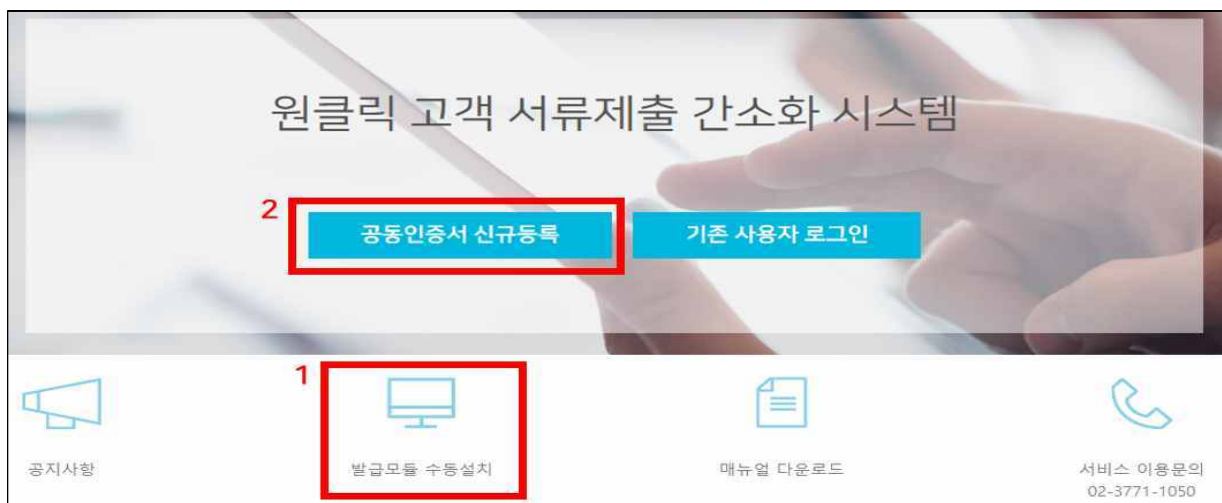 원클릭 고객 서류제출 간소화 시스템
2
공동인증서 신규등록
기존 사용자 로그인
1
공지사항
발급모듈 수동설치
매뉴얼 다운로드
서비스 이용문의
02-3771-1050